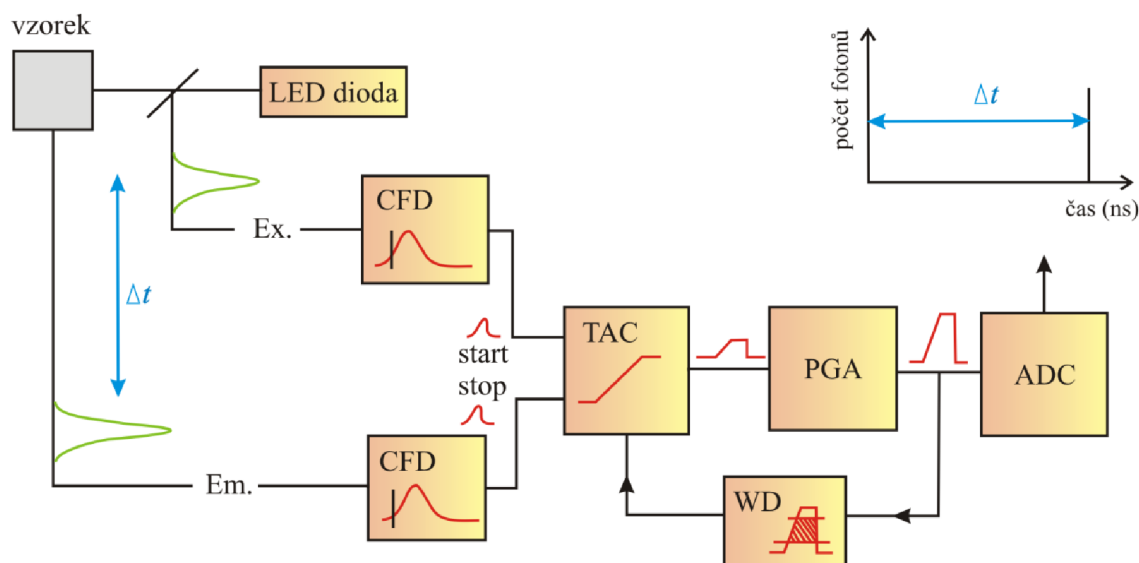 vzorek
LED dioda
Δt
počet fotonů
čas (ns)
CFD
Ex.
Δt
start
stop
TAC
PGA
ADC
CFD
Em.
WD